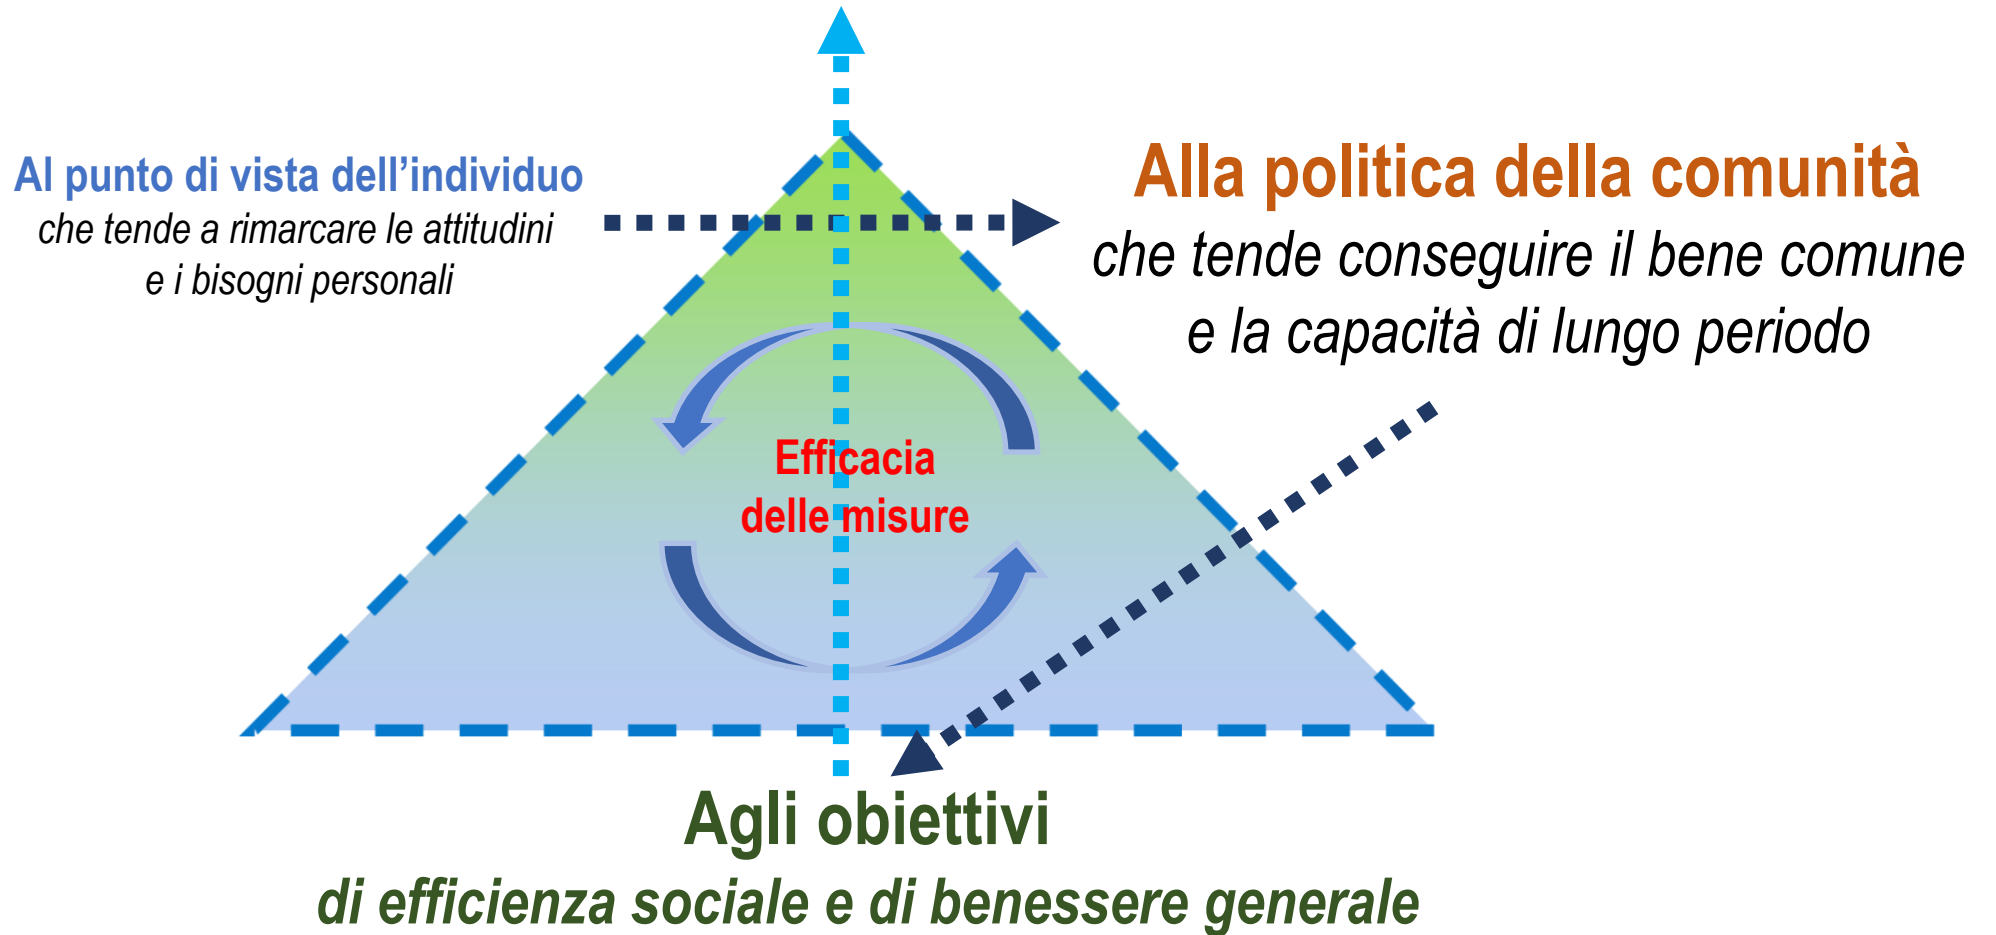 Al punto di vista dell’individuo
che tende a rimarcare le attitudini
e i bisogni personali
Alla politica della comunità
che tende conseguire il bene comune
e la capacità di lungo periodo
Efficacia
delle misure
Agli obiettivi
di efficienza sociale e di benessere generale